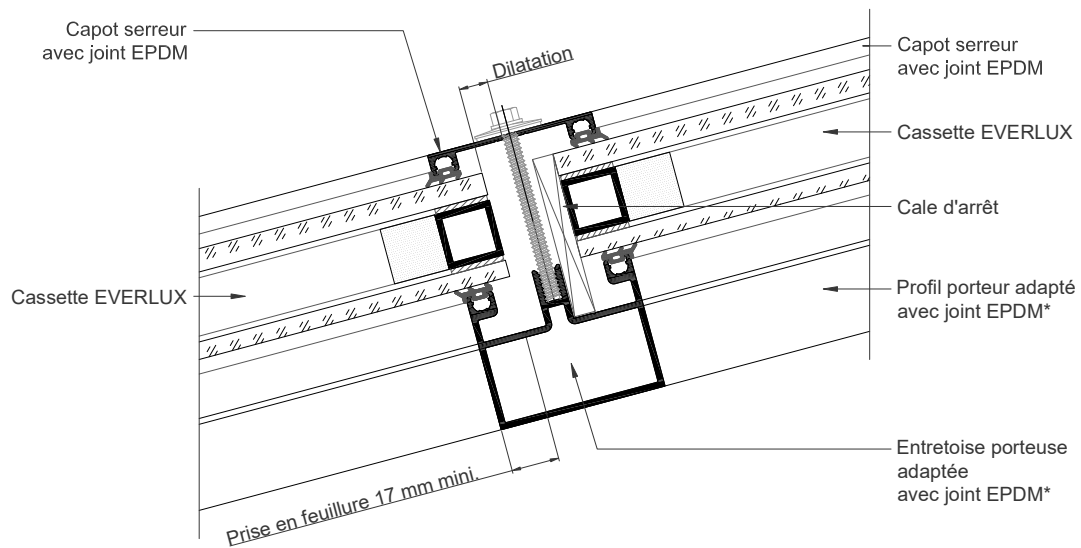 Capot serreur
avec joint EPDM
Dilatation
Capot serreur
avec joint EPDM
Cassette EVERLUX
Cale d'arrêt
Cassette EVERLUX
Profil porteur adapté
avec joint EPDM*
Entretoise porteuse
adaptée
avec joint EPDM*
Prise en feuillure 17 mm mini.